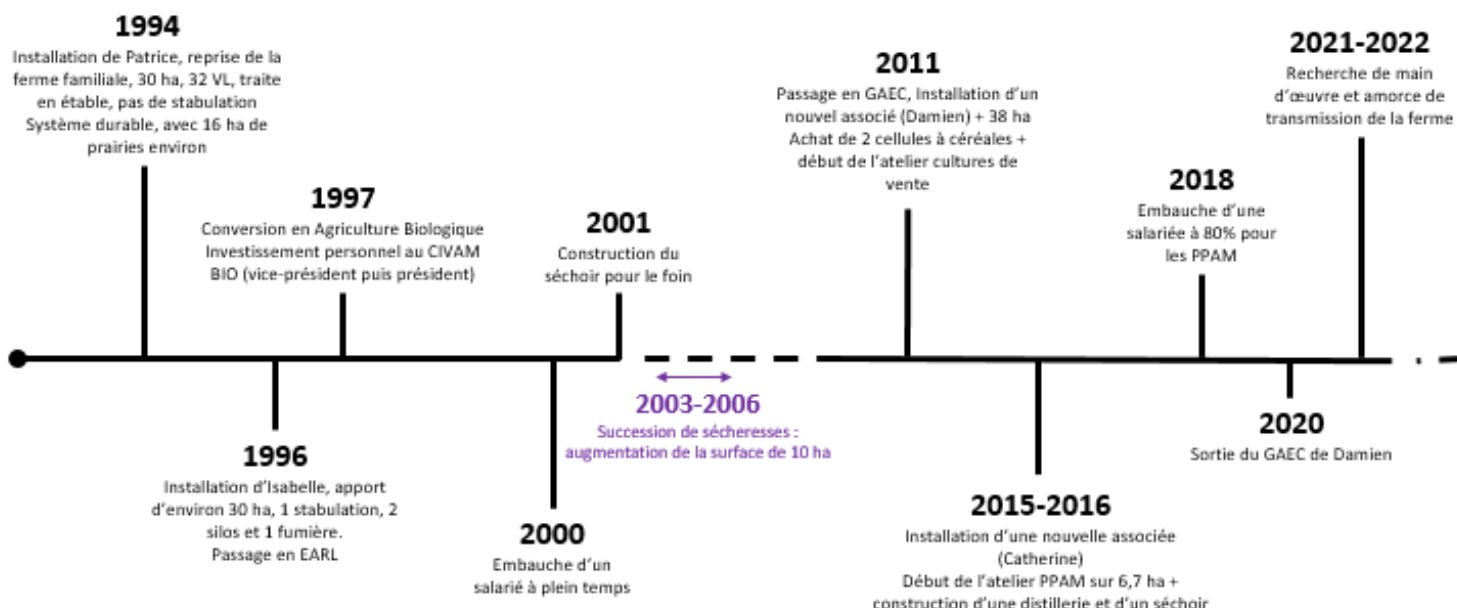 1994
Installation de Patrice, reprise de la
ferme familiale, 30 ha, 32 VL, traite
en étable, pas de stabulation
Système durable, avec 16 ha de
prairies environ
1996
Installation d'Isabelle, apport
d'environ 30 ha, 1 stabulation, 2
silos et 1 fumière.
Passage en EARL
1997
Conversion en Agriculture Biologique
Investissement personnel au CIVAM
BIO (vice-président puis président)
2000
Embauche d'un
salarié à plein temps
2001
Construction du
séchoir pour le foin
2003-2006
Succession de sécheresses :
augmentation de la surface de 10 ha
2011
Passage en GAEC, Installation d'un
nouvel associé (Damien) + 38 ha
Achat de 2 cellules à céréales +
début de l'atelier cultures de
vente
2015-2016
Installation d'une nouvelle associée
(Catherine)
Début de l'atelier PPAM sur 6,7 ha +
construction d'une distillerie et d'un séchoir
2018
Embauche d'une
salariée à 80% pour
les PPAM
2020
Sortie du GAEC de Damien
2021-2022
Recherche de main
d'œuvre et amorce de
transmission de la ferme